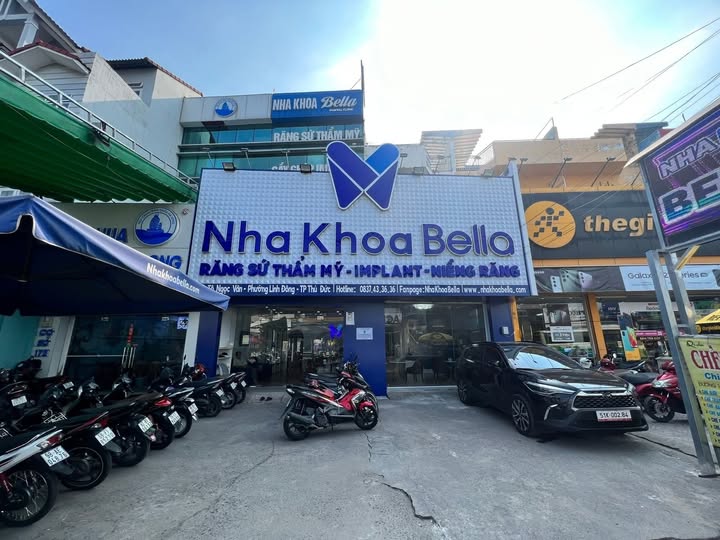 NHA KHOA Bella
RĂNG SỨ THẨM MỸ
Nha Khoa Bella
RĂNG SỨ THẨM MỸ - IMPLANT - NIỀNG RĂNG
Ngọc Vân - Phường Linh Đông - TP Thủ Đức | Hotline: 0837.43.36.36 | Fanpage: NhaKhoaBella | www.nhakhoabella.com
Nhakhoabella.com
thegi
NHA
BE
Galaxy
51K-002.84